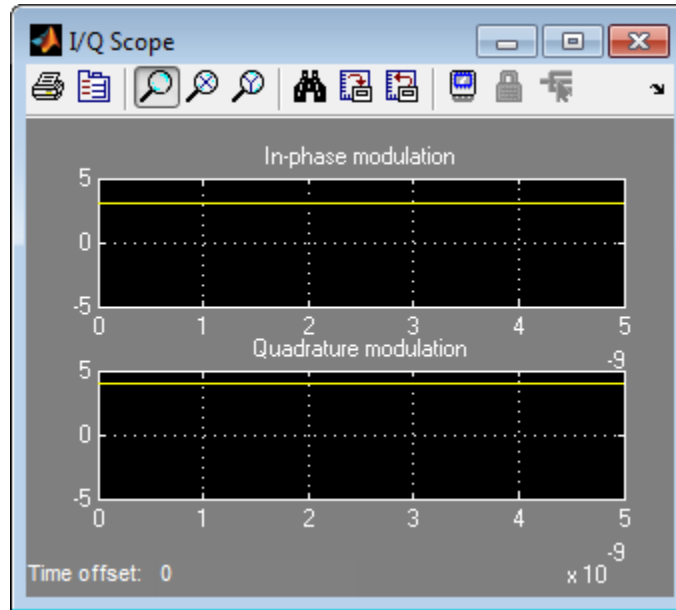 I/Q Scope
In-phase modulation
5
0
-5
0 1 2 3 4 5
Quadrature modulation -9
5
0
-5
0 1 2 3 4 5
-9
Time offset: 0 x 10